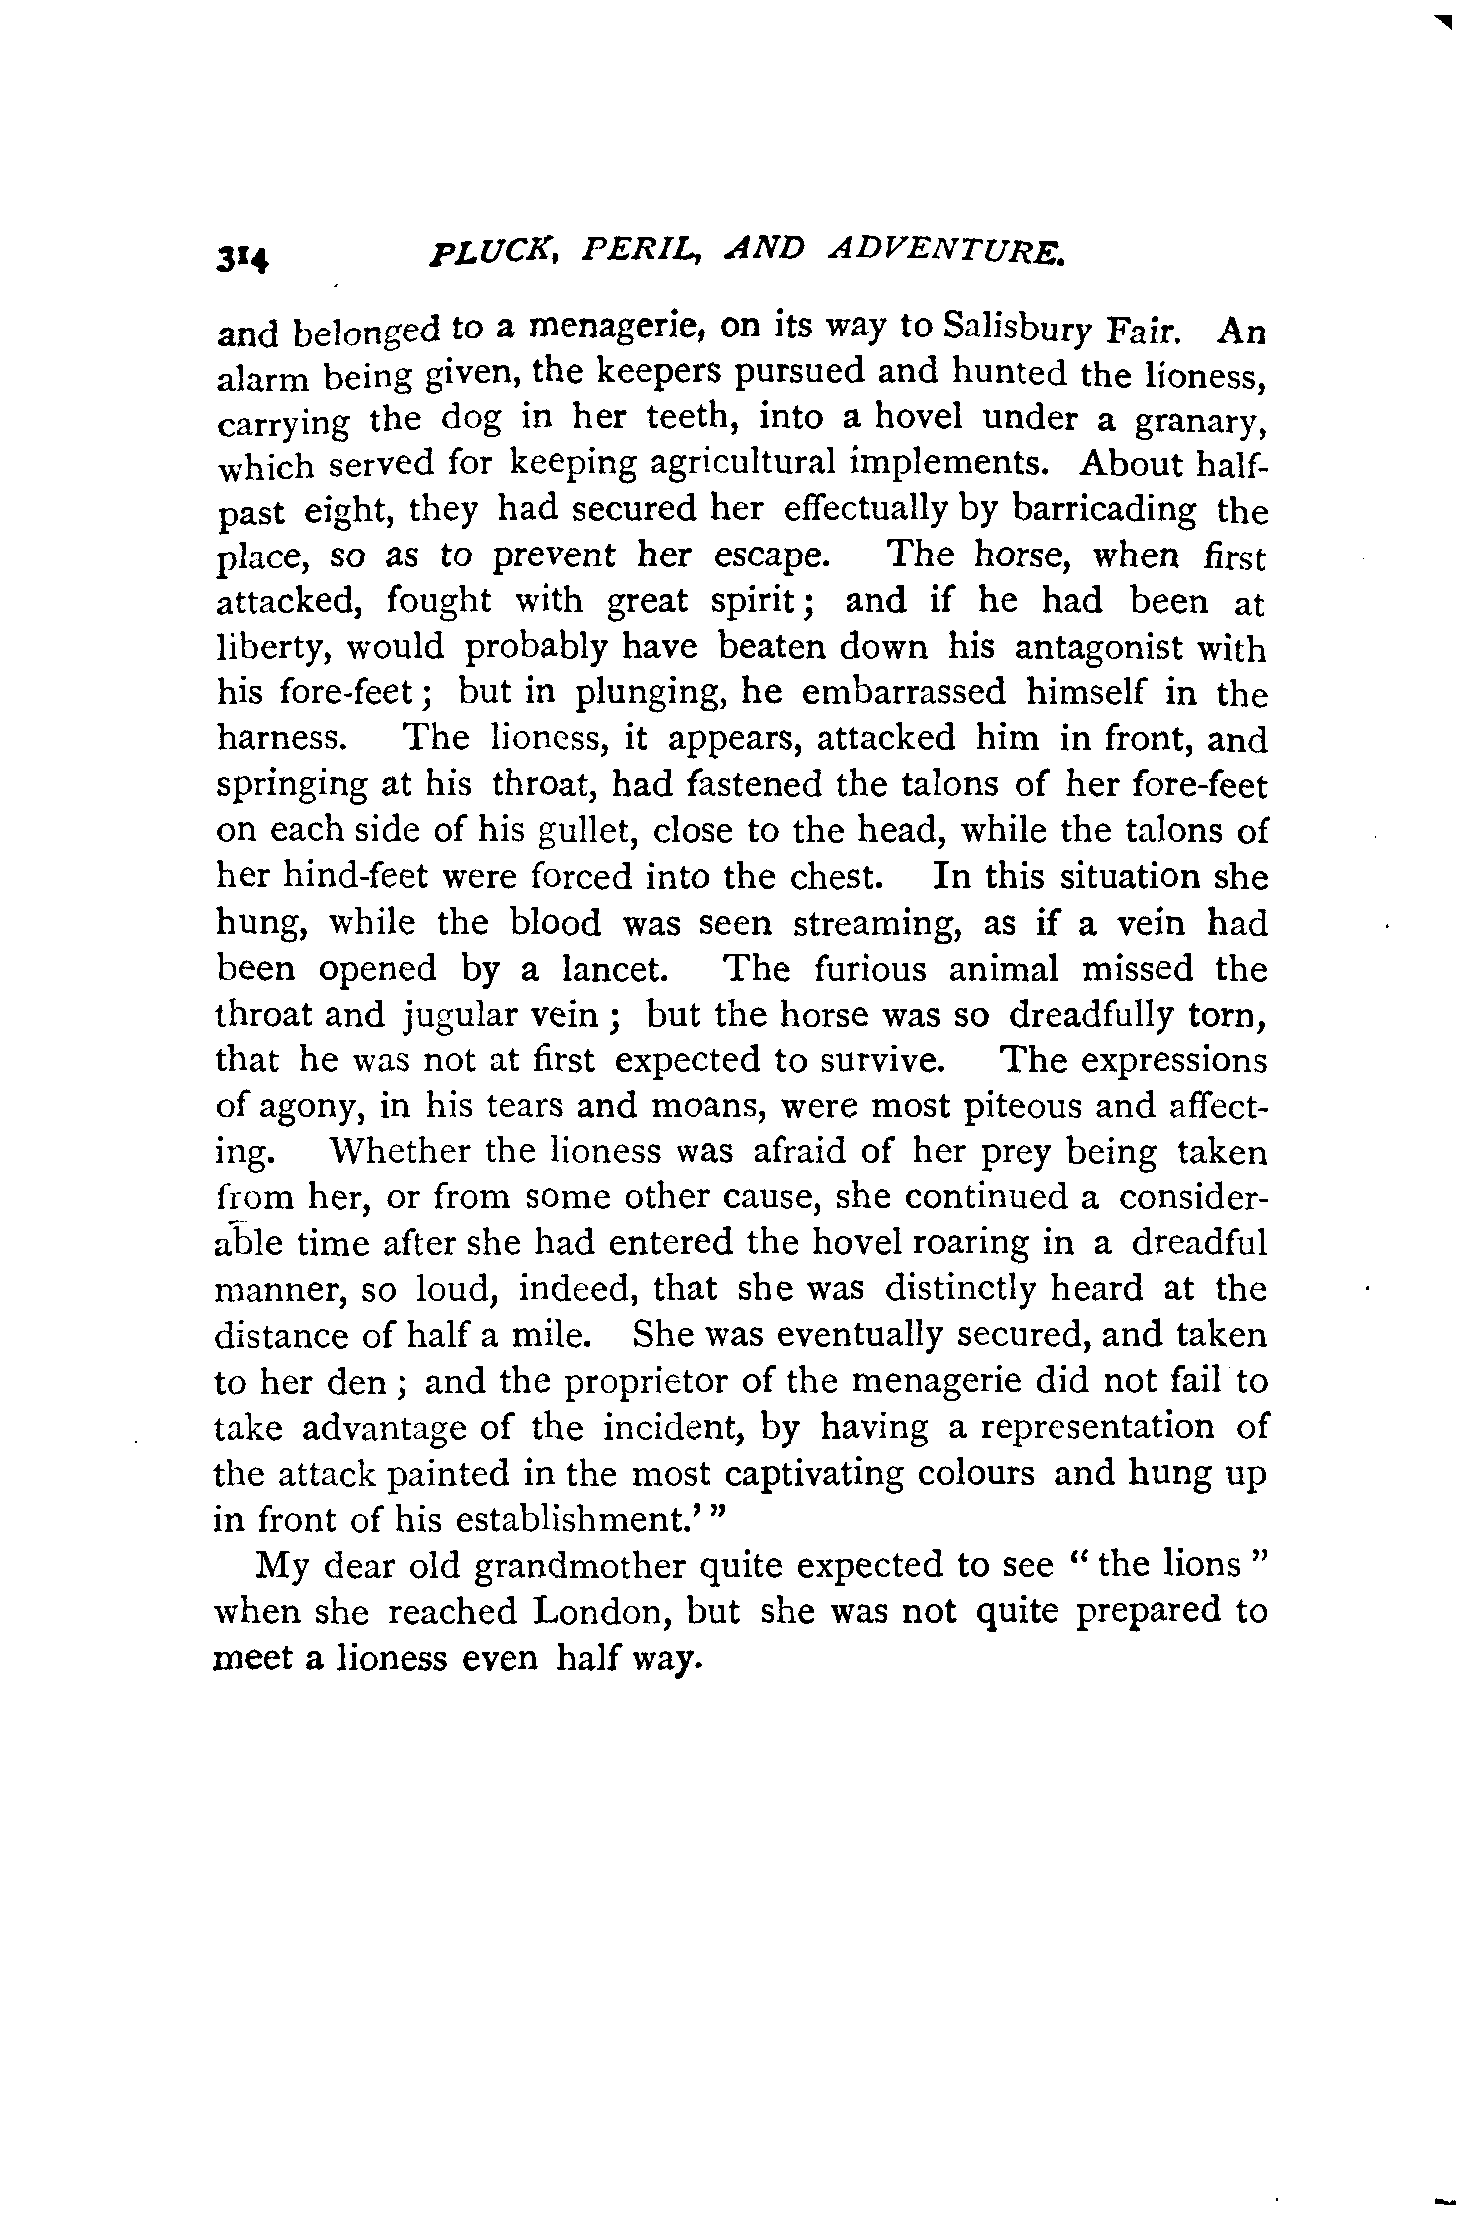 314 PLUCK, PERIL, AND ADVENTURE.
and belonged to a menagerie, on its way to Salisbury Fair. An
alarm being given, the keepers pursued and hunted the lioness,
carrying the dog in her teeth, into a hovel under a granary,
which served for keeping agricultural implements. About half-
past eight, they had secured her effectually by barricading the
place, so as to prevent her escape. The horse, when first
attacked, fought with great spirit; and if he had been at
liberty, would probably have beaten down his antagonist with
his fore-feet; but in plunging, he embarrassed himself in the
harness. The lioness, it appears, attacked him in front, and
springing at his throat, had fastened the talons of her fore-feet
on each side of his gullet, close to the head, while the talons of
her hind-feet were forced into the chest. In this situation she
hung, while the blood was seen streaming, as if a vein had
been opened by a lancet. The furious animal missed the
throat and jugular vein; but the horse was so dreadfully torn,
that he was not at first expected to survive. The expressions
of agony, in his tears and moans, were most piteous and affect-
ing. Whether the lioness was afraid of her prey being taken
from her, or from some other cause, she continued a consider-
able time after she had entered the hovel roaring in a dreadful
manner, so loud, indeed, that she was distinctly heard at the
distance of half a mile. She was eventually secured, and taken
to her den; and the proprietor of the menagerie did not fail to
take advantage of the incident, by having a representation of
the attack painted in the most captivating colours and hung up
in front of his establishment.' "
My dear old grandmother quite expected to see "the lions"
when she reached London, but she was not quite prepared to
meet a lioness even half way.